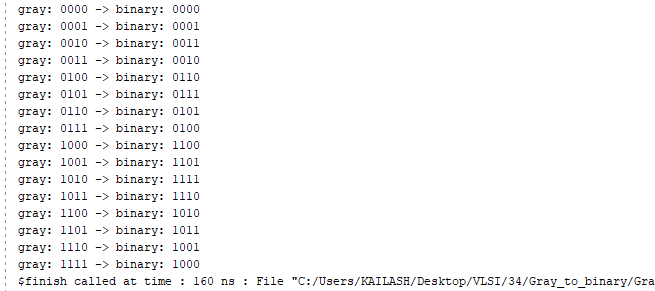 gray: 0000 -> binary: 0000
gray: 0001 -> binary: 0001
gray: 0010 -> binary: 0011
gray: 0011 -> binary: 0010
gray: 0100 -> binary: 0110
gray: 0101 -> binary: 0111
gray: 0110 -> binary: 0101
gray: 0111 -> binary: 0100
gray: 1000 -> binary: 1100
gray: 1001 -> binary: 1101
gray: 1010 -> binary: 1111
gray: 1011 -> binary: 1110
gray: 1100 -> binary: 1010
gray: 1101 -> binary: 1011
gray: 1110 -> binary: 1001
gray: 1111 -> binary: 1000
$finish called at time : 160 ns : File "C:/Users/KAILASH/Desktop/VLSI/34/Gray_to_binary/Gra